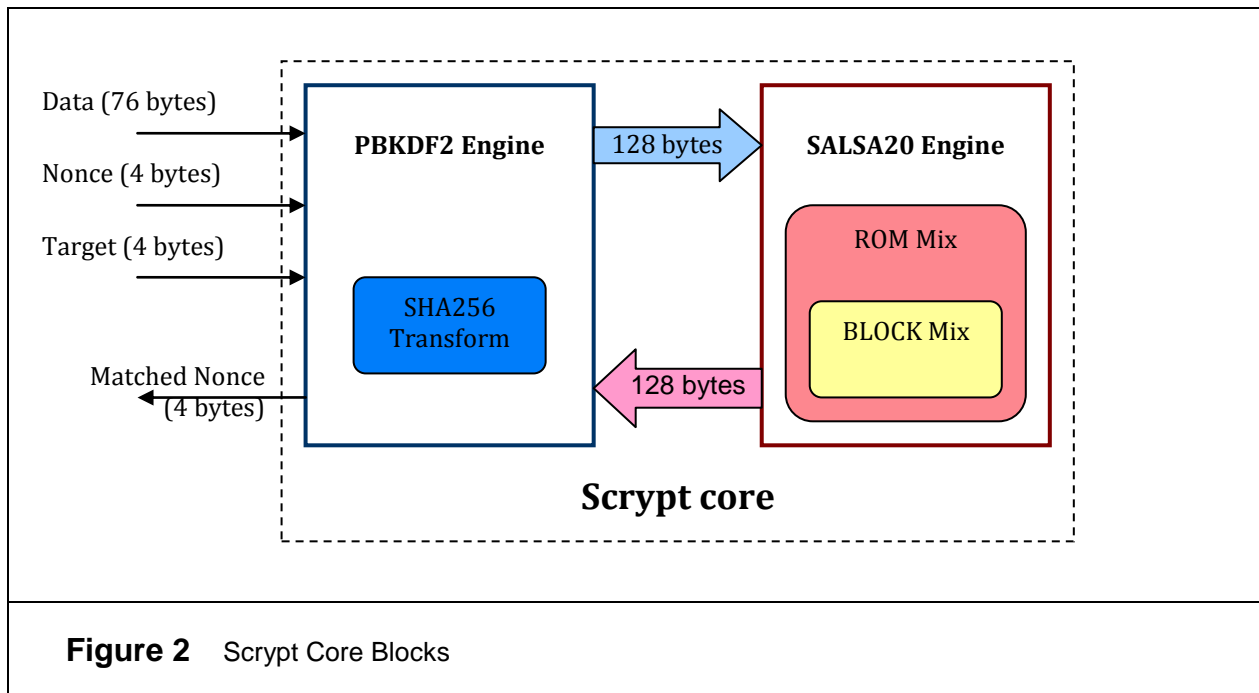 Data (76 bytes)
Nonce (4 bytes)
Target (4 bytes)
Matched Nonce
(4 bytes)
PBKDF2 Engine
SHA256
Transform
128 bytes
128 bytes
SALSA20 Engine
ROM Mix
BLOCK Mix
Scrypt core
Figure 2 Scrypt Core Blocks